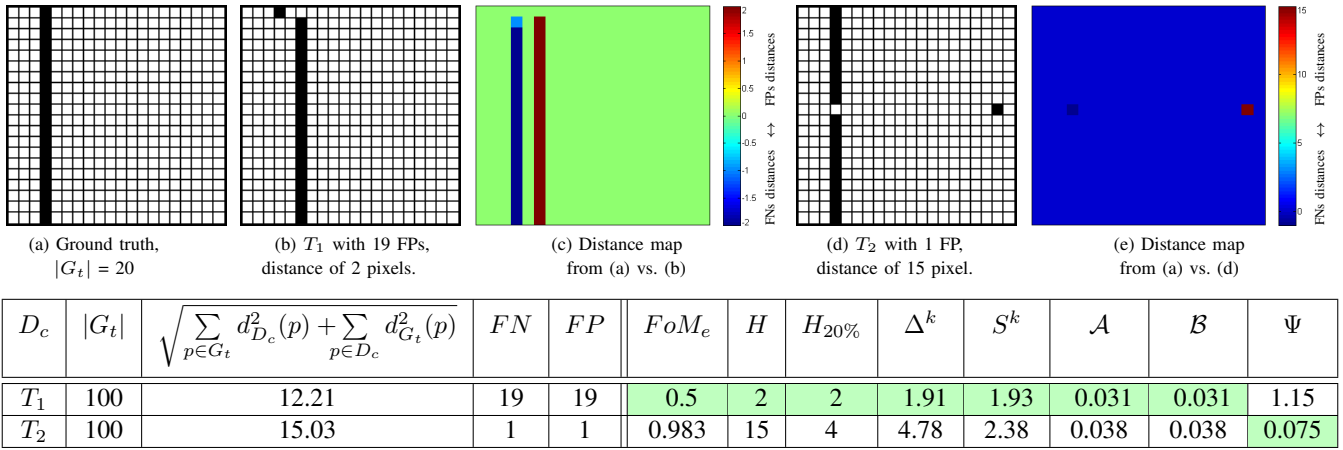 2
1.5
1
0.5
0
-0.5
-1
-1.5
-2
FNs distances ↔ FPs distances
15
10
5
0
FNs distances ↔ FPs distances
(a) Ground truth,
|G_t| = 20
(b) T_1 with 19 FPs,
distance of 2 pixels.
(c) Distance map
from (a) vs. (b)
(d) T_2 with 1 FP,
distance of 15 pixel.
(e) Distance map
from (a) vs. (d)
D_c |G_t| √(∑_{p∈G_t} d²_{D_c}(p) + ∑_{p∈D_c} d²_{G_t}(p)) FN FP FoM_e H H_{20%} Δ^k S^k 𝒜 ℬ Ψ
T_1 100 12.21 19 19 0.5 2 2 1.91 1.93 0.031 0.031 1.15
T_2 100 15.03 1 1 0.983 15 4 4.78 2.38 0.038 0.038 0.075